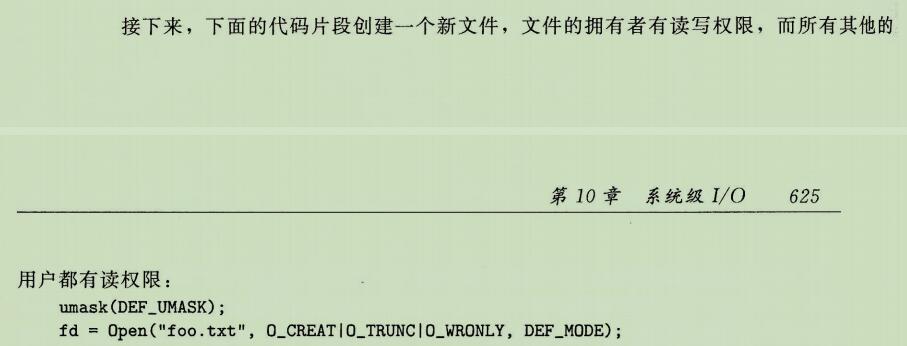 接下来，下面的代码片段创建一个新文件，文件的拥有者有读写权限，而所有其他的
第 10 章 系统级 I/O 625
用户都有读权限：
umask(DEF_UMASK);
fd = Open("foo.txt", O_CREAT|O_TRUNC|O_WRONLY, DEF_MODE);